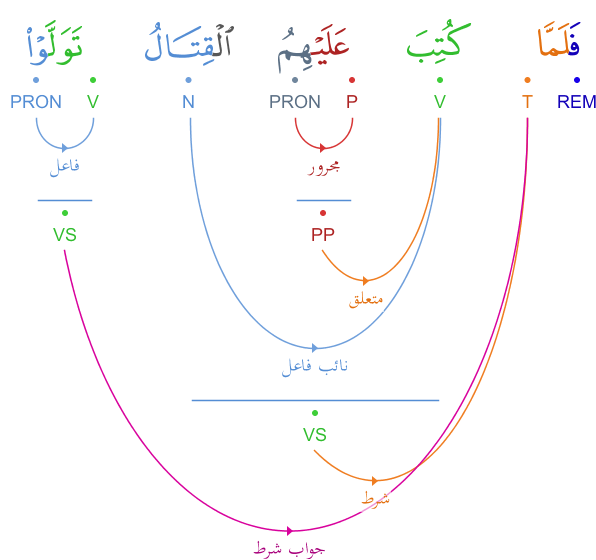 فَلَمَّا كُتِبَ عَلَيْهِمُ ٱلْقِتَالُ تَوَلَّوْا۟
REM T V P PRON N V PRON
مجرور فاعل
VS PP
متعلق
نائب فاعل
VS
شرط
جواب شرط